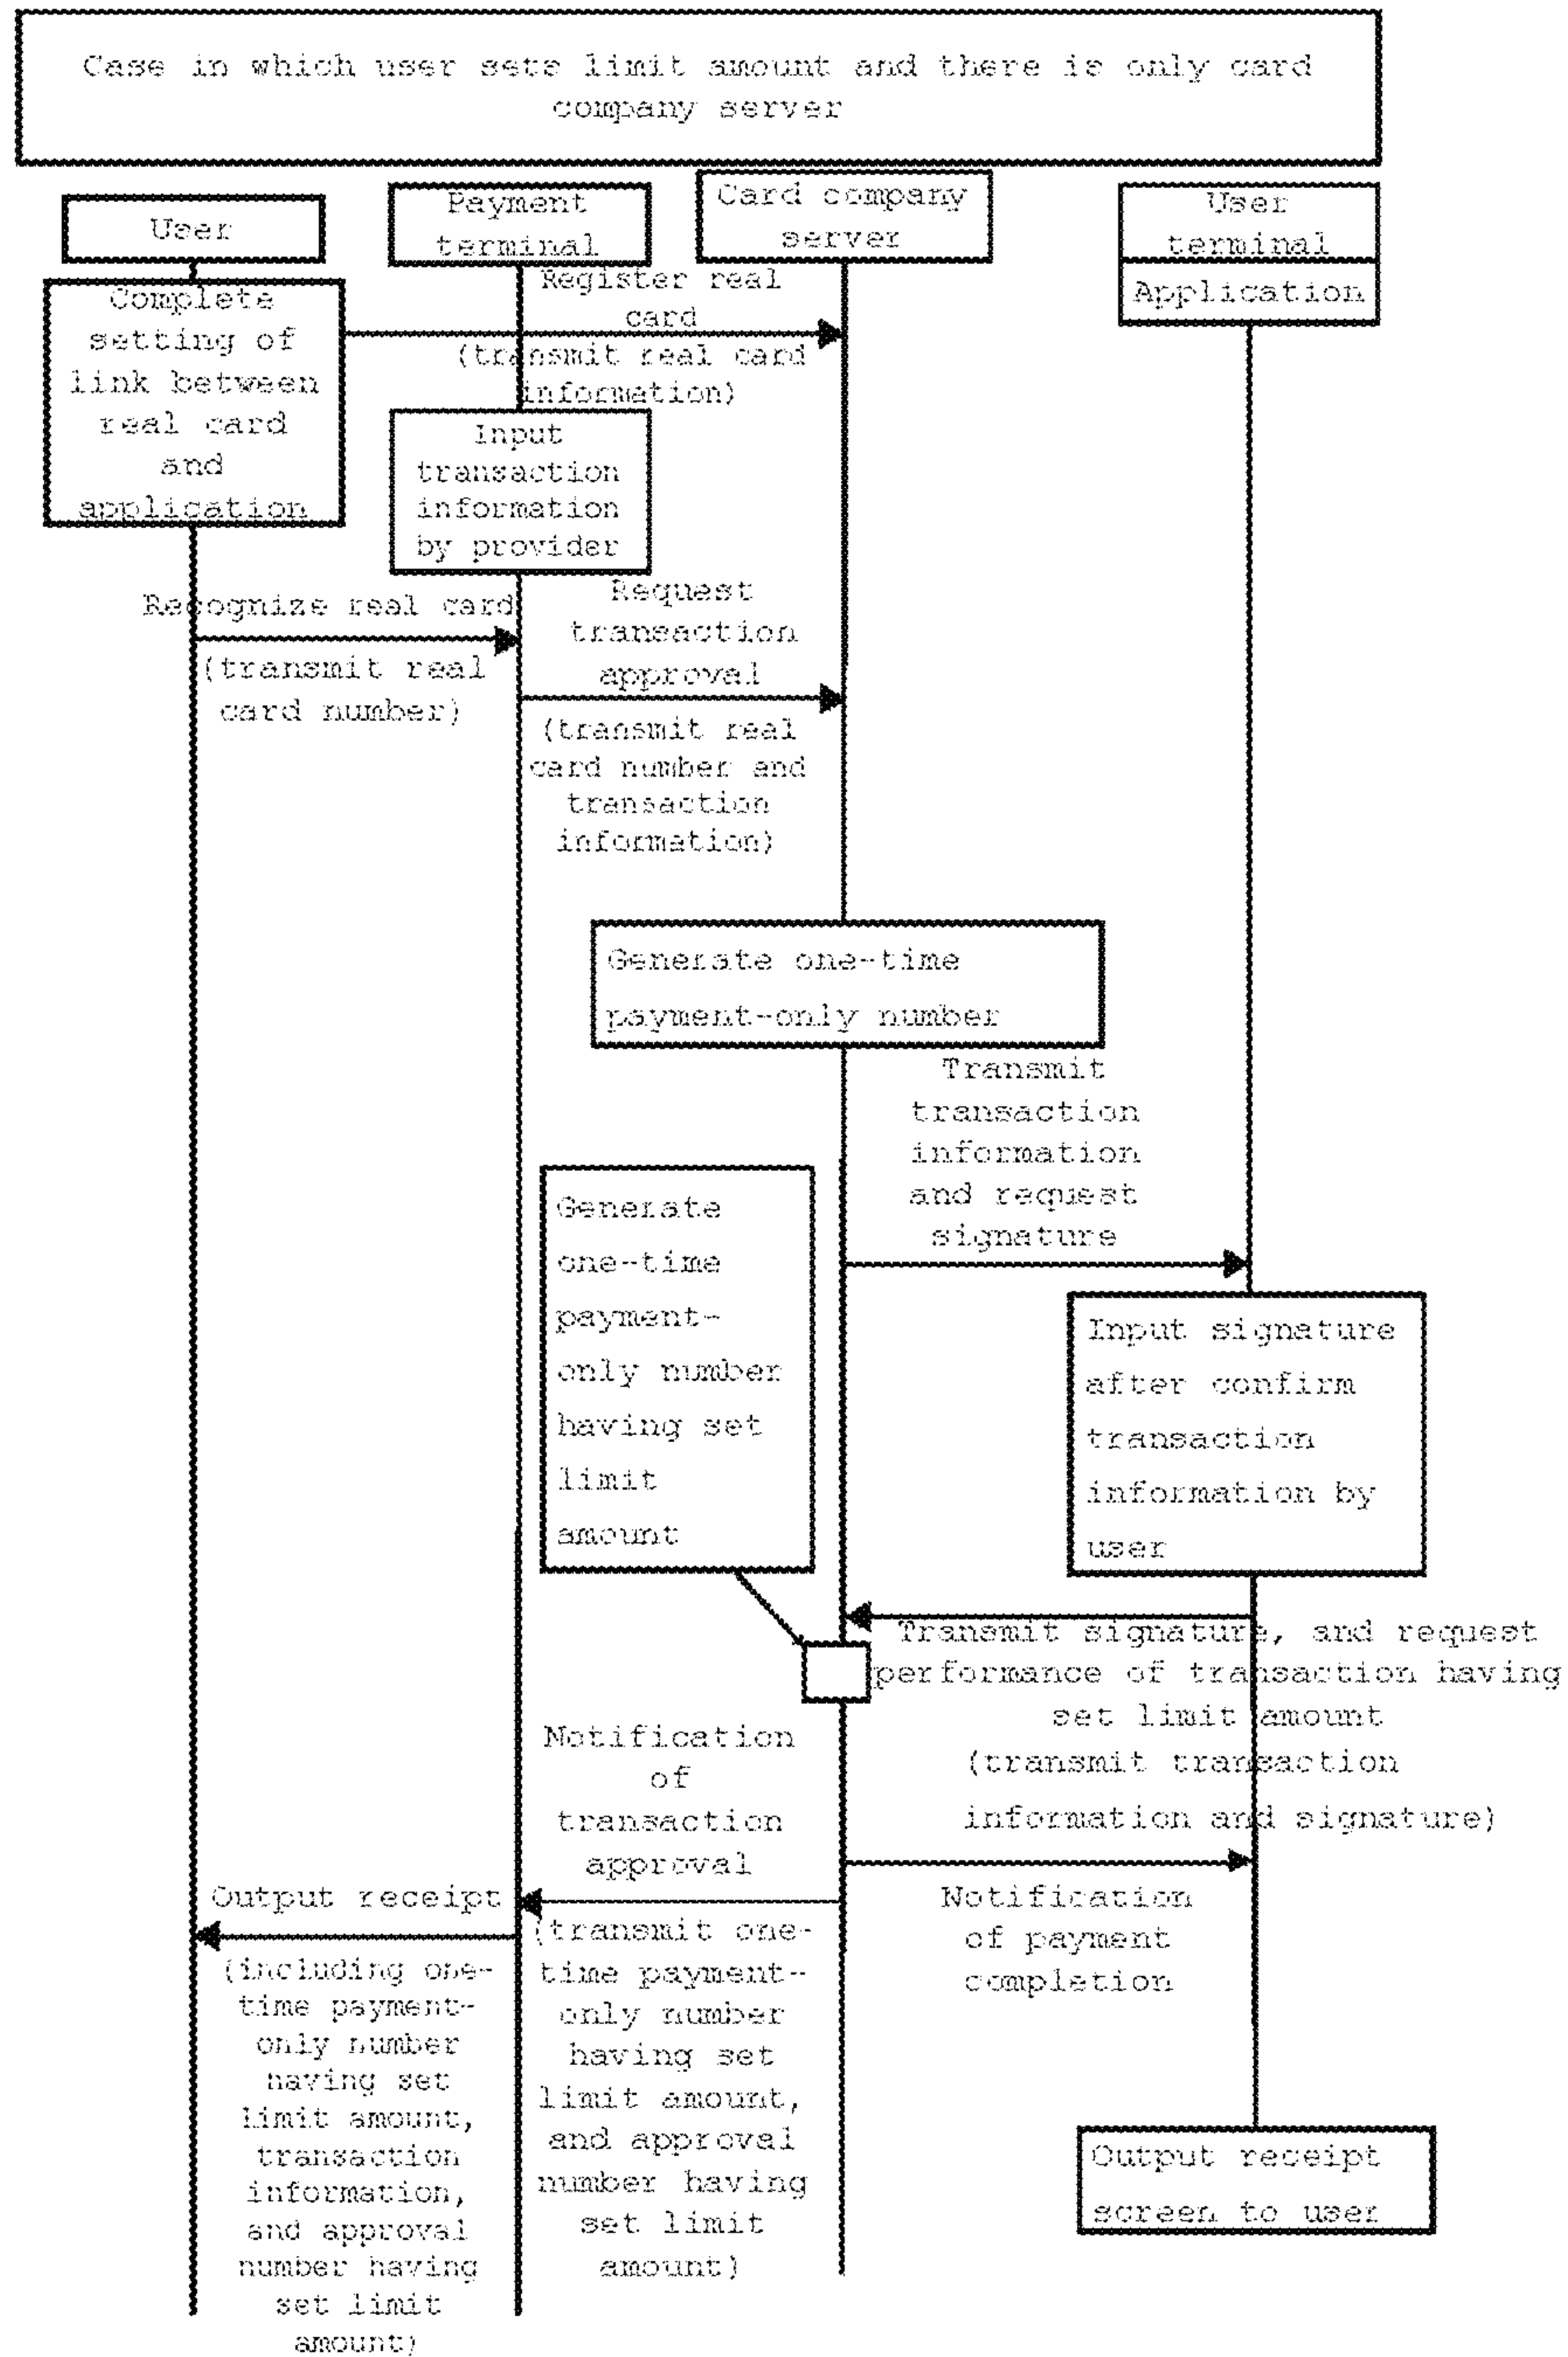 Case in which user sets limit amount and there is only card
company server
User
Payment
terminal
Card company
server
User
terminal
Application
Complete
setting of
link between
real card
and
application
Register real
card
(transmit real card
information)
Input
transaction
information
by provider
Recognize real card
(transmit real
card number)
Request
transaction
approval
(transmit real
card number and
transaction
information)
Generate one-time
payment-only number
Transmit
transaction
information
and request
signature
Generate
one-time
payment-
only number
having set
limit
amount
Input signature
after confirm
transaction
information by
user
Transmit signature, and request
performance of transaction having
set limit amount
(transmit transaction
information and signature)
Notification
of
transaction
approval
(transmit one-
time payment-
only number
having set
limit amount,
and approval
number having
set limit
amount)
Notification
of payment
completion
Output receipt
(including one-
time payment-
only number
having set
limit amount,
transaction
information,
and approval
number having
set limit
amount)
Output receipt
screen to user